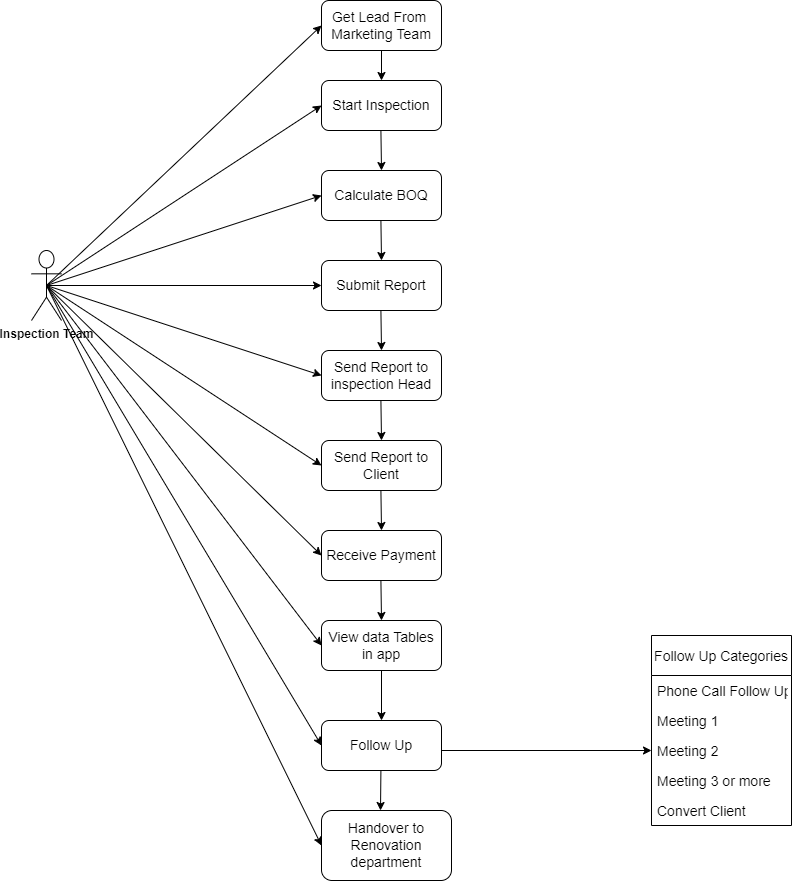 Get Lead From
Marketing Team
Start Inspection
Calculate BOQ
Submit Report
Inspection Team
Send Report to
inspection Head
Send Report to
Client
Receive Payment
View data Tables
in app
Follow Up
Handover to
Renovation
department
Follow Up Categories
Phone Call Follow Up
Meeting 1
Meeting 2
Meeting 3 or more
Convert Client